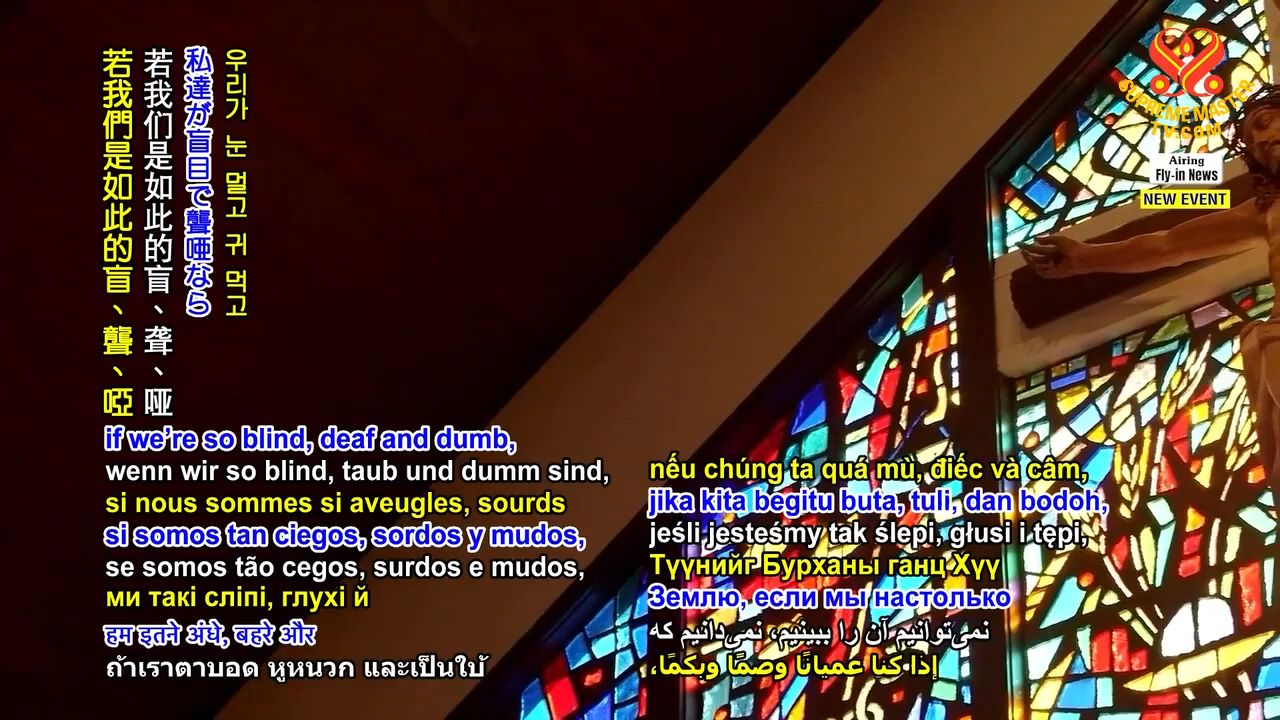 若我們是如此的盲、聾、啞
若我们是如此的盲、聋、哑
私達が盲目で聾唖なら
우리가 눈 멀고 귀 먹고
if we’re so blind, deaf and dumb,
wenn wir so blind, taub und dumm sind,
si nous sommes si aveugles, sourds
si somos tan ciegos, sordos y mudos,
se somos tão cegos, surdos e mudos,
ми такі сліпі, глухі й
हम इतने अंधे, बहरे और
ถ้าเราตาบอด หูหนวก และเป็นใบ้
nếu chúng ta quá mù, điếc và câm,
jika kita begitu buta, tuli, dan bodoh,
jeśli jesteśmy tak ślepi, głusi i tępi,
Түүнийг Бурханы ганц Хүү
Землю, если мы настолько
نمی‌توانیم آن را ببینیم، نمی‌دانیم که
إذا كنا عميانًا وصمًا وبكمًا،
SUPREME MASTER
TV.COM
Airing
Fly-in News
NEW EVENT